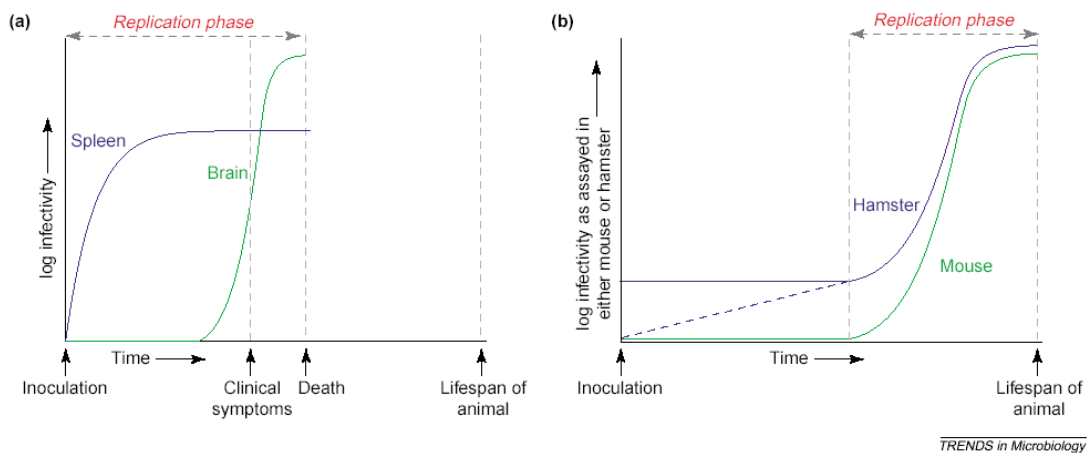 (a)
Replication phase
log infectivity
Spleen
Brain
Time
Inoculation
Clinical
symptoms
Death
Lifespan of
animal
(b)
Replication phase
log infectivity as assayed in
either mouse or hamster
Hamster
Mouse
Time
Inoculation
Lifespan of
animal
TRENDS in Microbiology